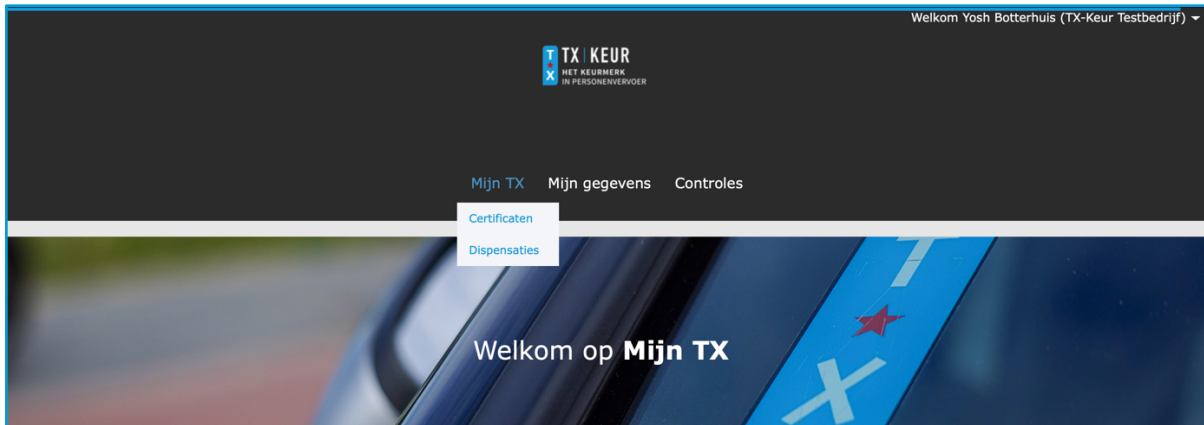 Welkom Yosh Botterhuis (TX-Keur Testbedrijf)
T TX | KEUR
X HET KEURMERK
IN PERSONENVERVOER
Mijn TX Mijn gegevens Controles
Certificaten
Dispensaties
T
X
Welkom op Mijn TX